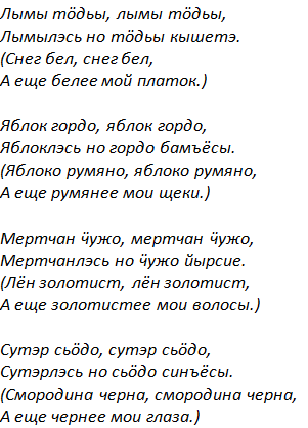 Лымы тӧдьы, лымы тӧдьы,
Лымылэсь но тӧдьы кышетэ.
(Снег бел, снег бел,
А еще белее мой платок.)
Яблок гордо, яблок гордо,
Яблоклэсь но гордо бамъёсы.
(Яблоко румяно, яблоко румяно,
А еще румянее мои щеки.)
Мертчан ӵужо, мертчан ӵужо,
Мертчанлэсь но ӵужо йырсие.
(Лён золотист, лён золотист,
А еще золотистее мои волосы.)
Сутэр сьӧдо, сутэр сьӧдо,
Сутэрлэсь но сьӧдо синъёсы.
(Смородина черна, смородина черна,
А еще чернее мои глаза.)